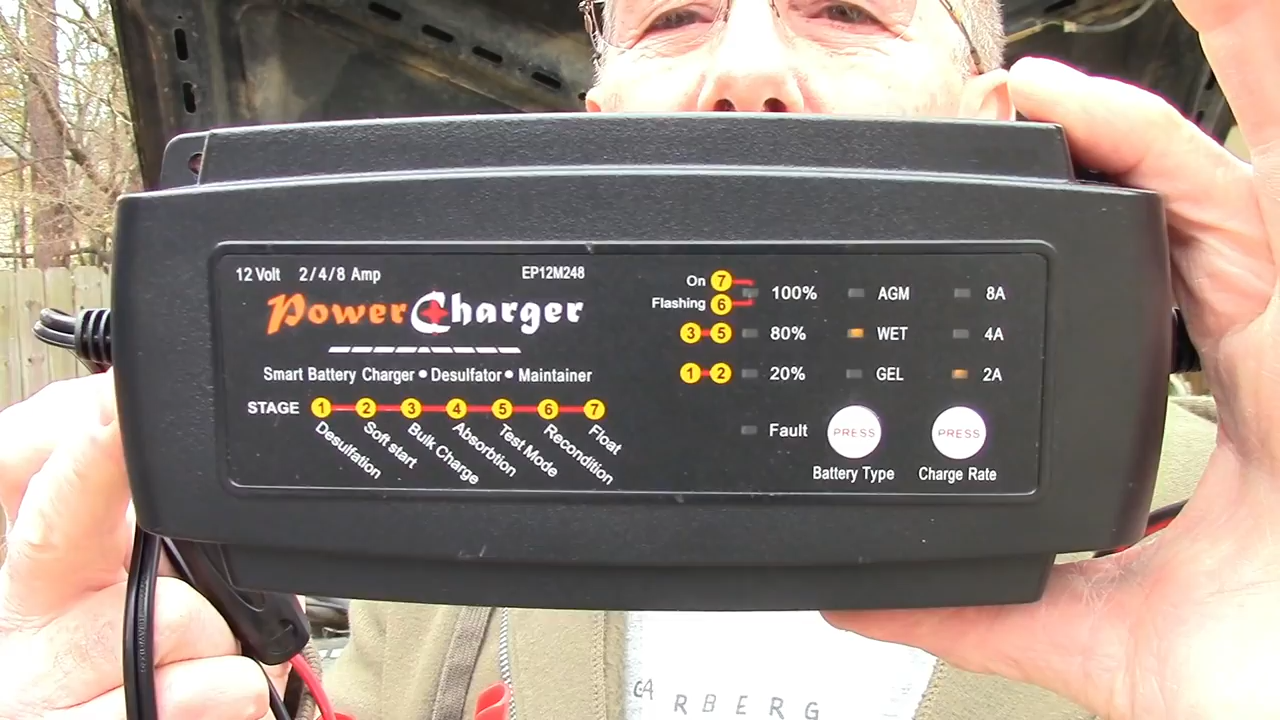 12 Volt 2/4/8 Amp EP12M248
PowerCharger
Smart Battery Charger • Desulfator • Maintainer
STAGE 1 2 3 4 5 6 7
Desulfation
Soft start
Bulk Charge
Absorbtion
Test Mode
Recondition
Float
On 7
Flashing 6
100%
3 5 80%
1 2 20%
Fault
AGM
WET
GEL
PRESS
Battery Type
8A
4A
2A
PRESS
Charge Rate
CARBERG